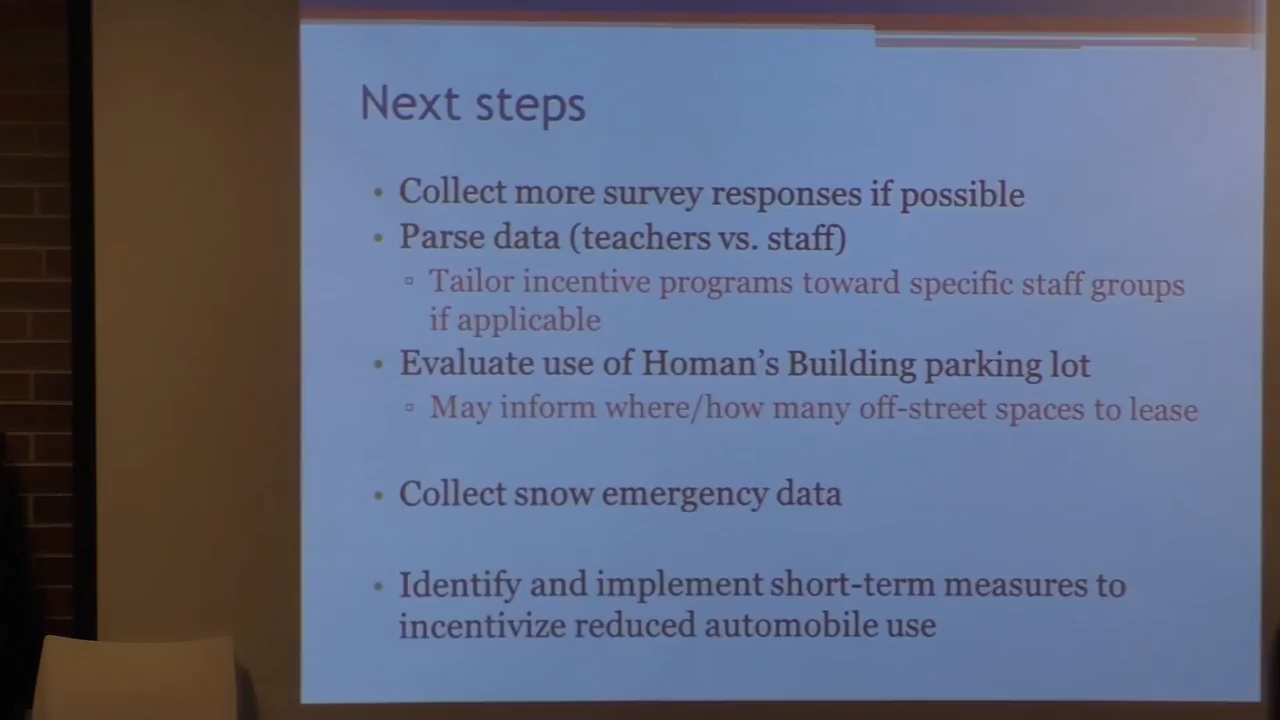 Next steps
• Collect more survey responses if possible
• Parse data (teachers vs. staff)
▫ Tailor incentive programs toward specific staff groups
if applicable
• Evaluate use of Homan's Building parking lot
▫ May inform where/how many off-street spaces to lease
• Collect snow emergency data
• Identify and implement short-term measures to
incentivize reduced automobile use